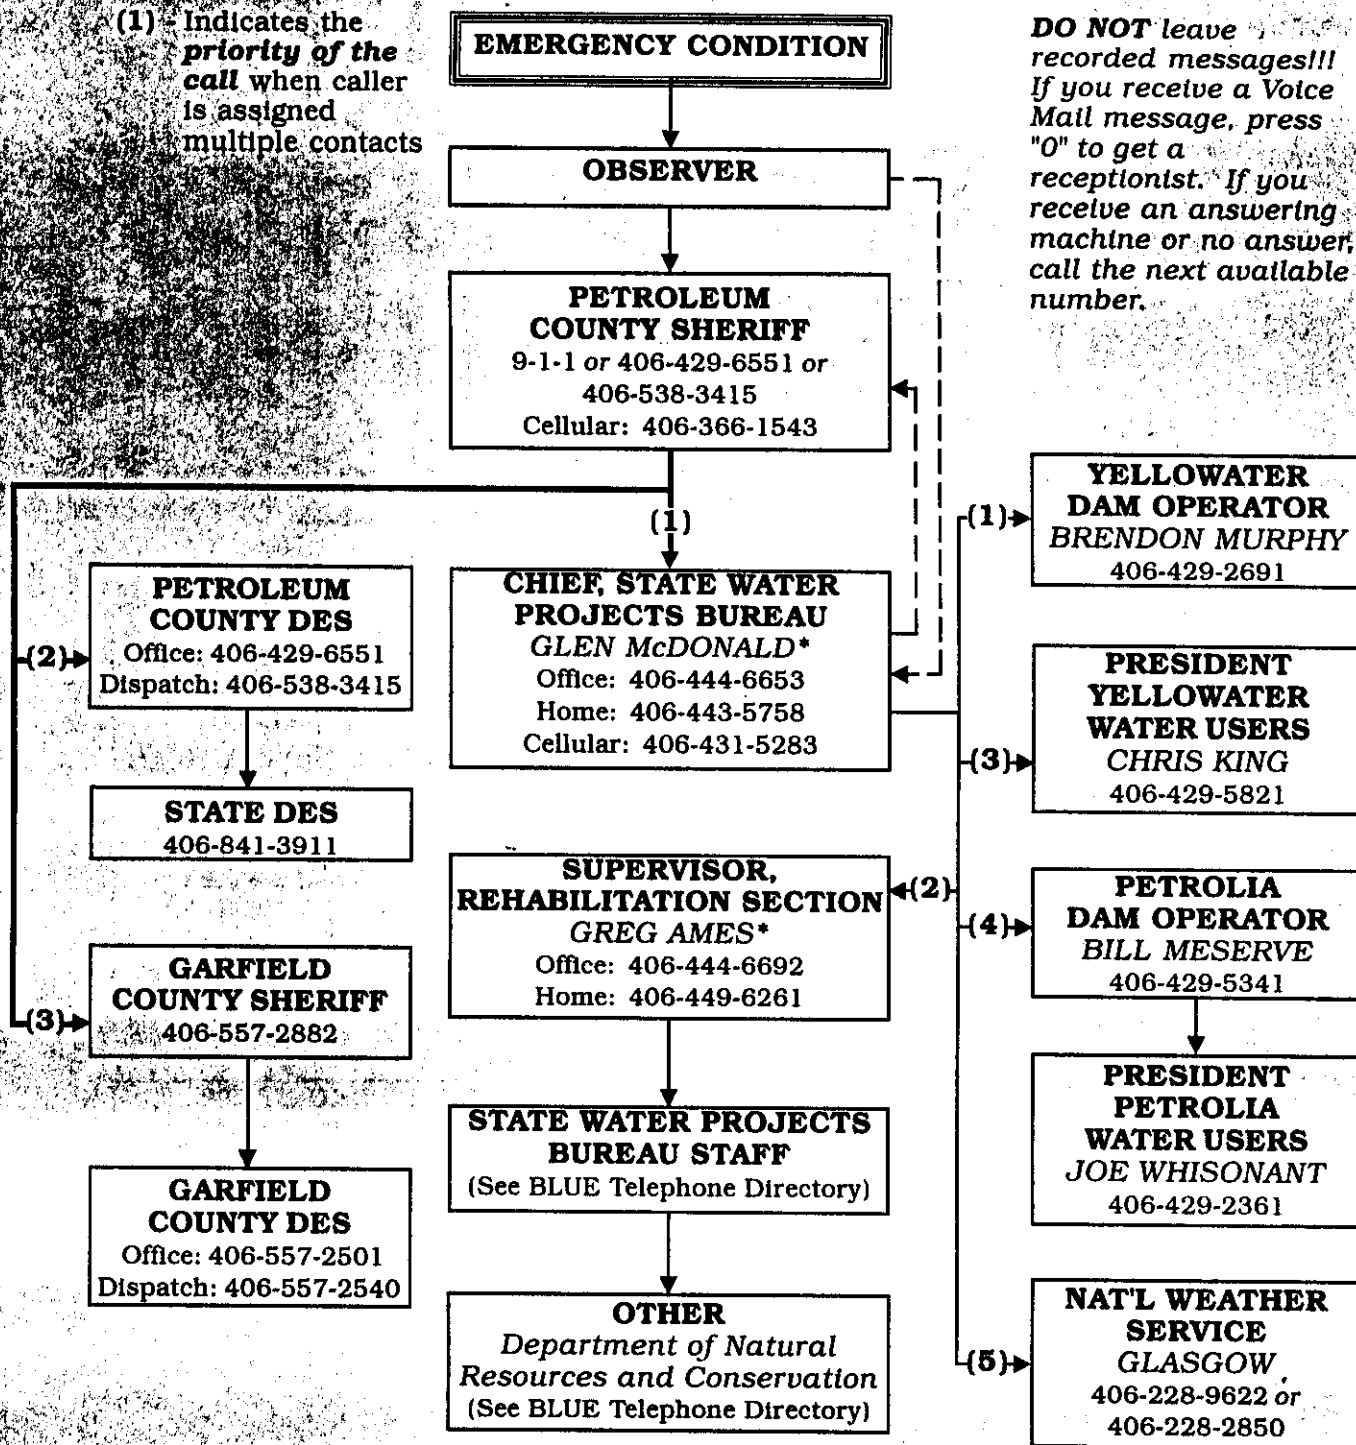 (1) - Indicates the
priority of the
call when caller
is assigned
multiple contacts
EMERGENCY CONDITION
DO NOT leave
recorded messages!!!
If you receive a Voice
Mail message, press
"0" to get a
receptionist. If you
receive an answering
machine or no answer,
call the next available
number.
OBSERVER
PETROLEUM
COUNTY SHERIFF
9-1-1 or 406-429-6551 or
406-538-3415
Cellular: 406-366-1543
(1)
CHIEF, STATE WATER
PROJECTS BUREAU
GLEN McDONALD*
Office: 406-444-6653
Home: 406-443-5758
Cellular: 406-431-5283
(2)
PETROLEUM
COUNTY DES
Office: 406-429-6551
Dispatch: 406-538-3415
STATE DES
406-841-3911
(3)
GARFIELD
COUNTY SHERIFF
406-557-2882
GARFIELD
COUNTY DES
Office: 406-557-2501
Dispatch: 406-557-2540
(2)
SUPERVISOR,
REHABILITATION SECTION
GREG AMES*
Office: 406-444-6692
Home: 406-449-6261
STATE WATER PROJECTS
BUREAU STAFF
(See BLUE Telephone Directory)
OTHER
Department of Natural
Resources and Conservation
(See BLUE Telephone Directory)
(1)
YELLOWATER
DAM OPERATOR
BRENDON MURPHY
406-429-2691
(3)
PRESIDENT
YELLOWATER
WATER USERS
CHRIS KING
406-429-5821
(4)
PETROLIA
DAM OPERATOR
BILL MESERVE
406-429-5341
PRESIDENT
PETROLIA
WATER USERS
JOE WHISONANT
406-429-2361
(5)
NAT'L WEATHER
SERVICE
GLASGOW
406-228-9622 or
406-228-2850